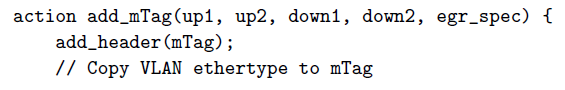 action add_mTag(up1, up2, down1, down2, egr_spec) {
add_header(mTag);
// Copy VLAN ethertype to mTag